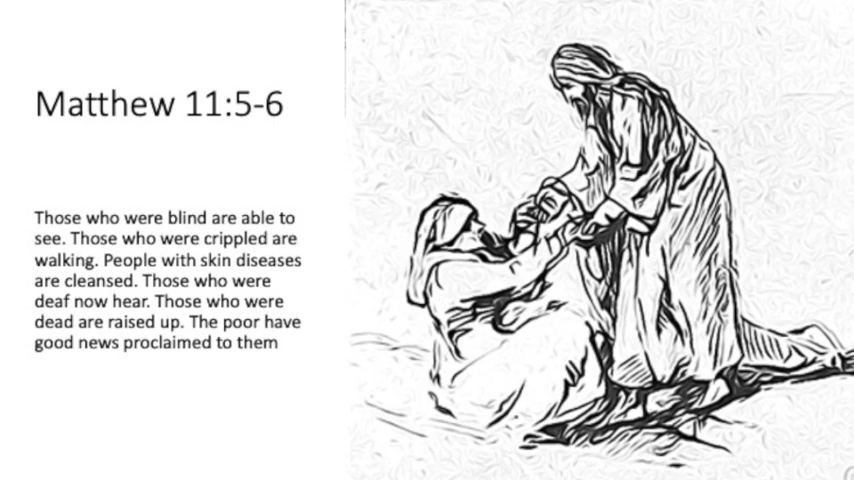 Matthew 11:5-6
Those who were blind are able to
see. Those who were crippled are
walking. People with skin diseases
are cleansed. Those who were
deaf now hear. Those who were
dead are raised up. The poor have
good news proclaimed to them